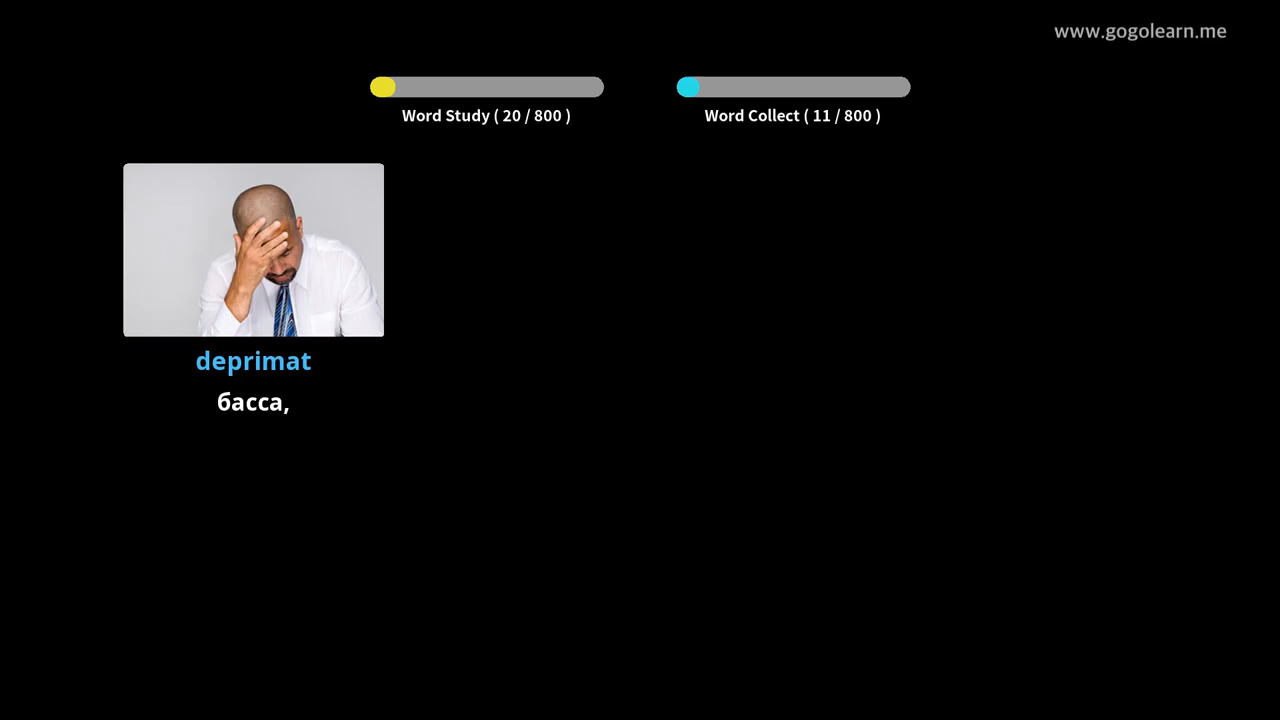 www.gogolearn.me
Word Study ( 20 / 800 )
Word Collect ( 11 / 800 )
deprimat
басса,